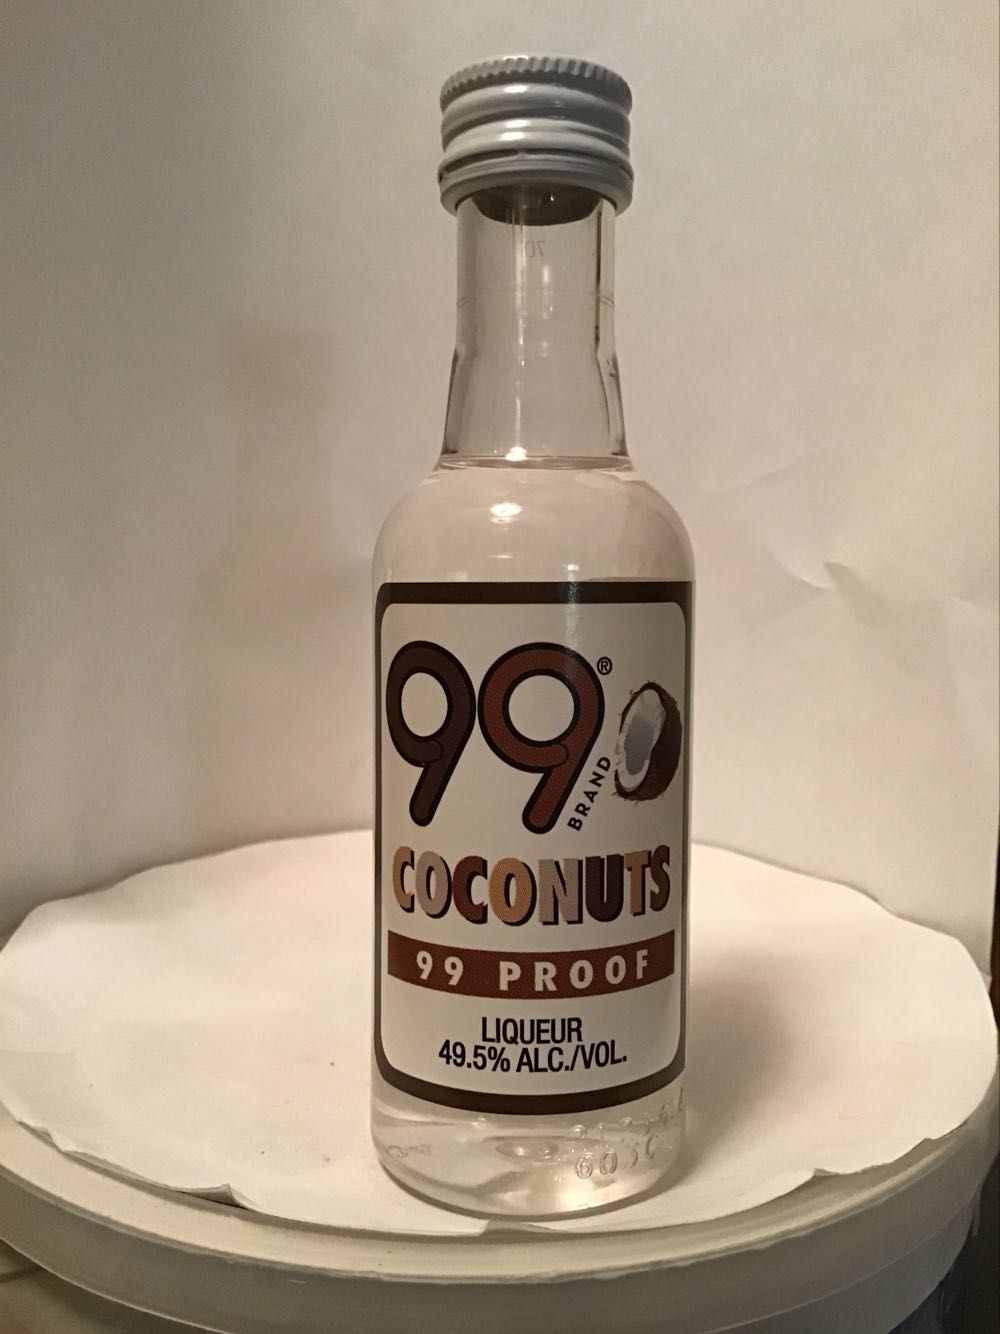 99®
BRAND
COCONUTS
99 PROOF
LIQUEUR
49.5% ALC./VOL.